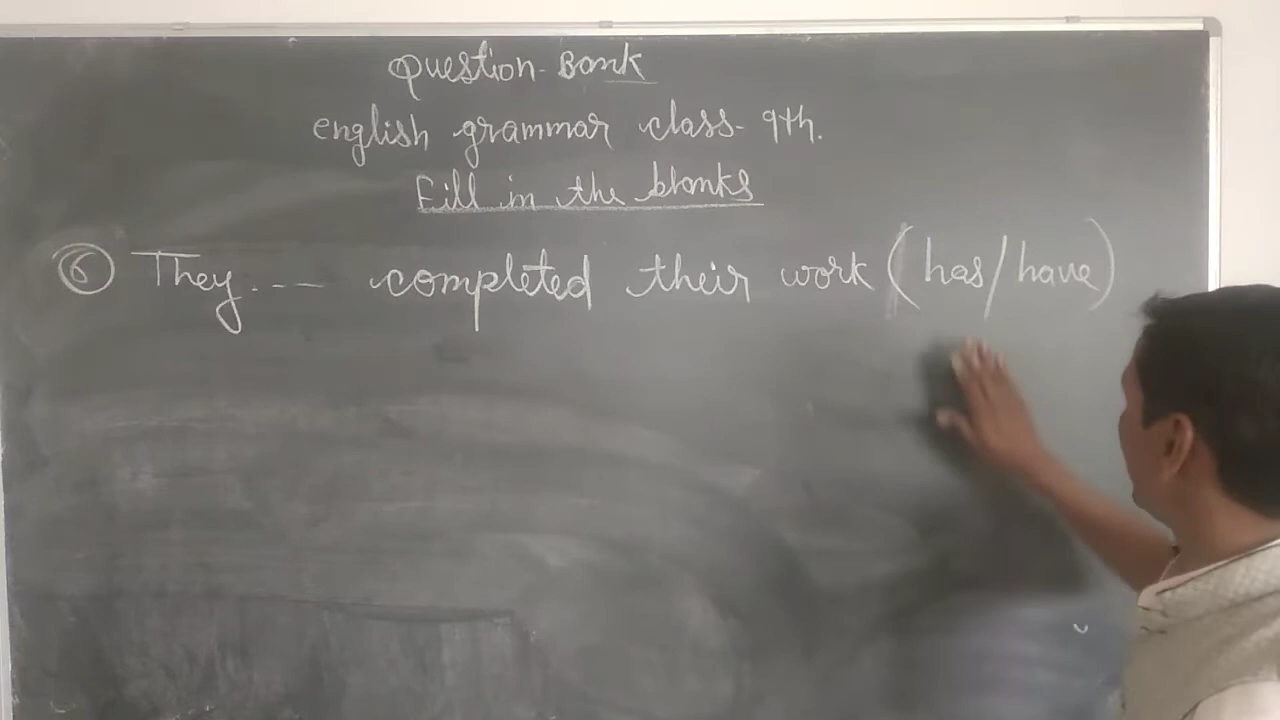 Question-Bank
english grammar class- 9th.
Fill in the blanks
6 They.--- completed their work (has/have)